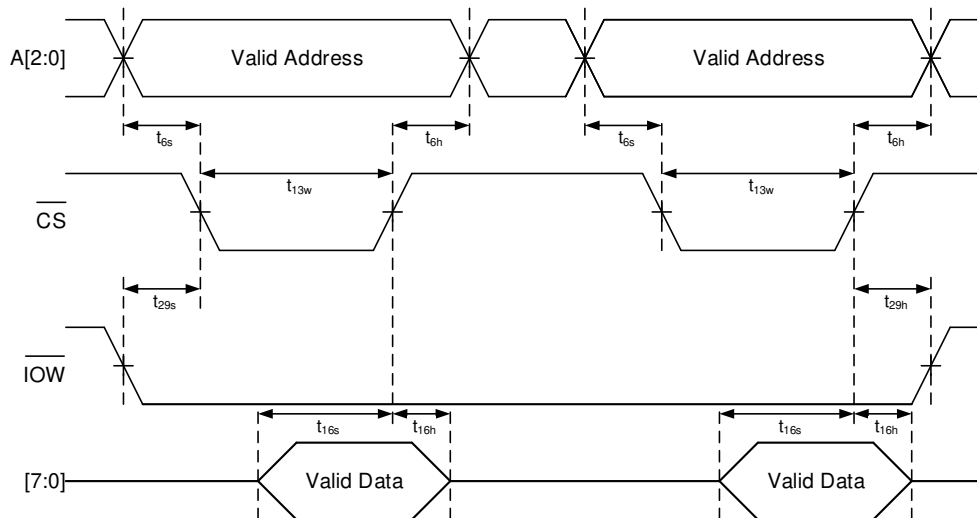 A[2:0] Valid Address Valid Address
t6s t6h t6s t6h
t13w t13w
CS
t29s t29h
IOW
t16s t16h t16s t16h
[7:0] Valid Data Valid Data